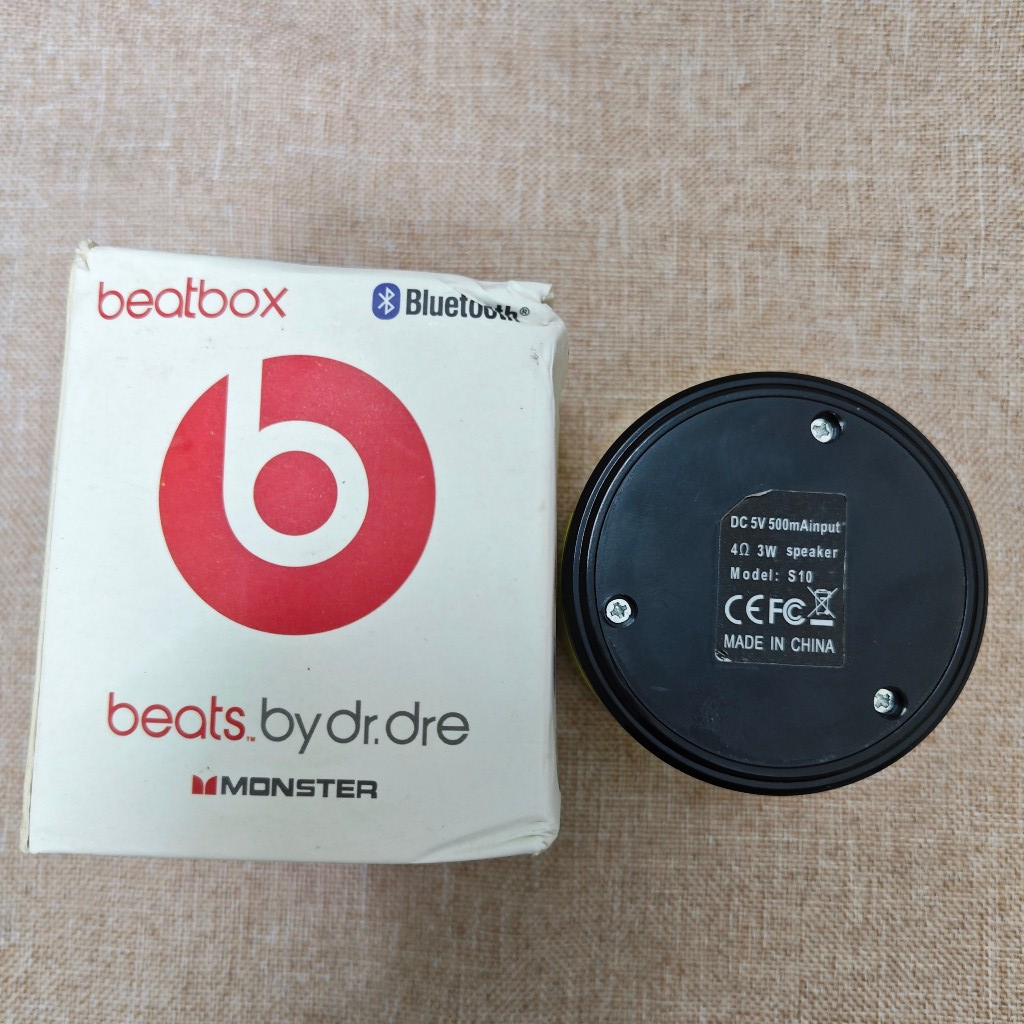 beatbox
Bluetooth®
beats™ by dr. dre
MONSTER
DC 5V 500mAinput
4Ω 3W speaker
Model: S10
CE FC
MADE IN CHINA